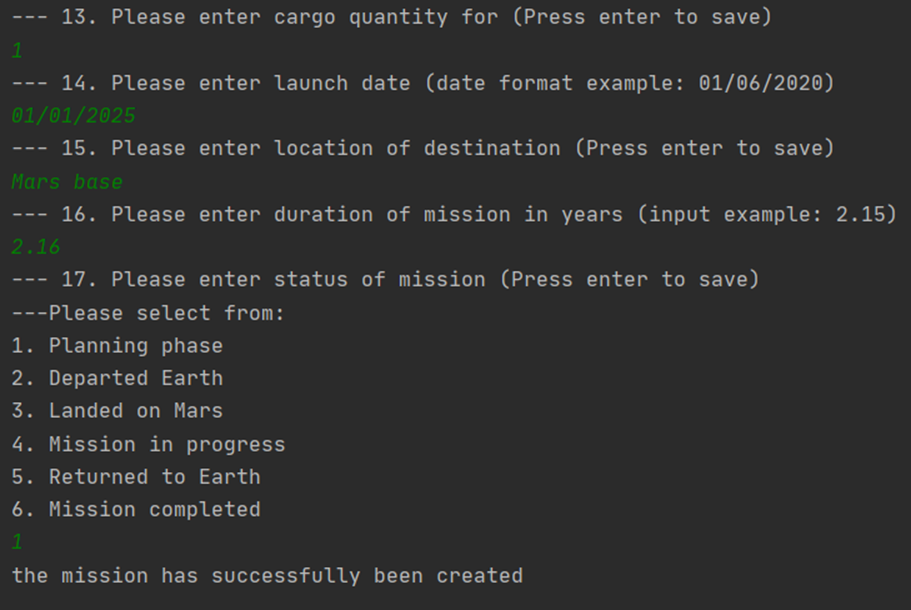 --- 13. Please enter cargo quantity for (Press enter to save)
1
--- 14. Please enter launch date (date format example: 01/06/2020)
01/01/2025
--- 15. Please enter location of destination (Press enter to save)
Mars base
--- 16. Please enter duration of mission in years (input example: 2.15)
2.16
--- 17. Please enter status of mission (Press enter to save)
---Please select from:
1. Planning phase
2. Departed Earth
3. Landed on Mars
4. Mission in progress
5. Returned to Earth
6. Mission completed
1
the mission has successfully been created